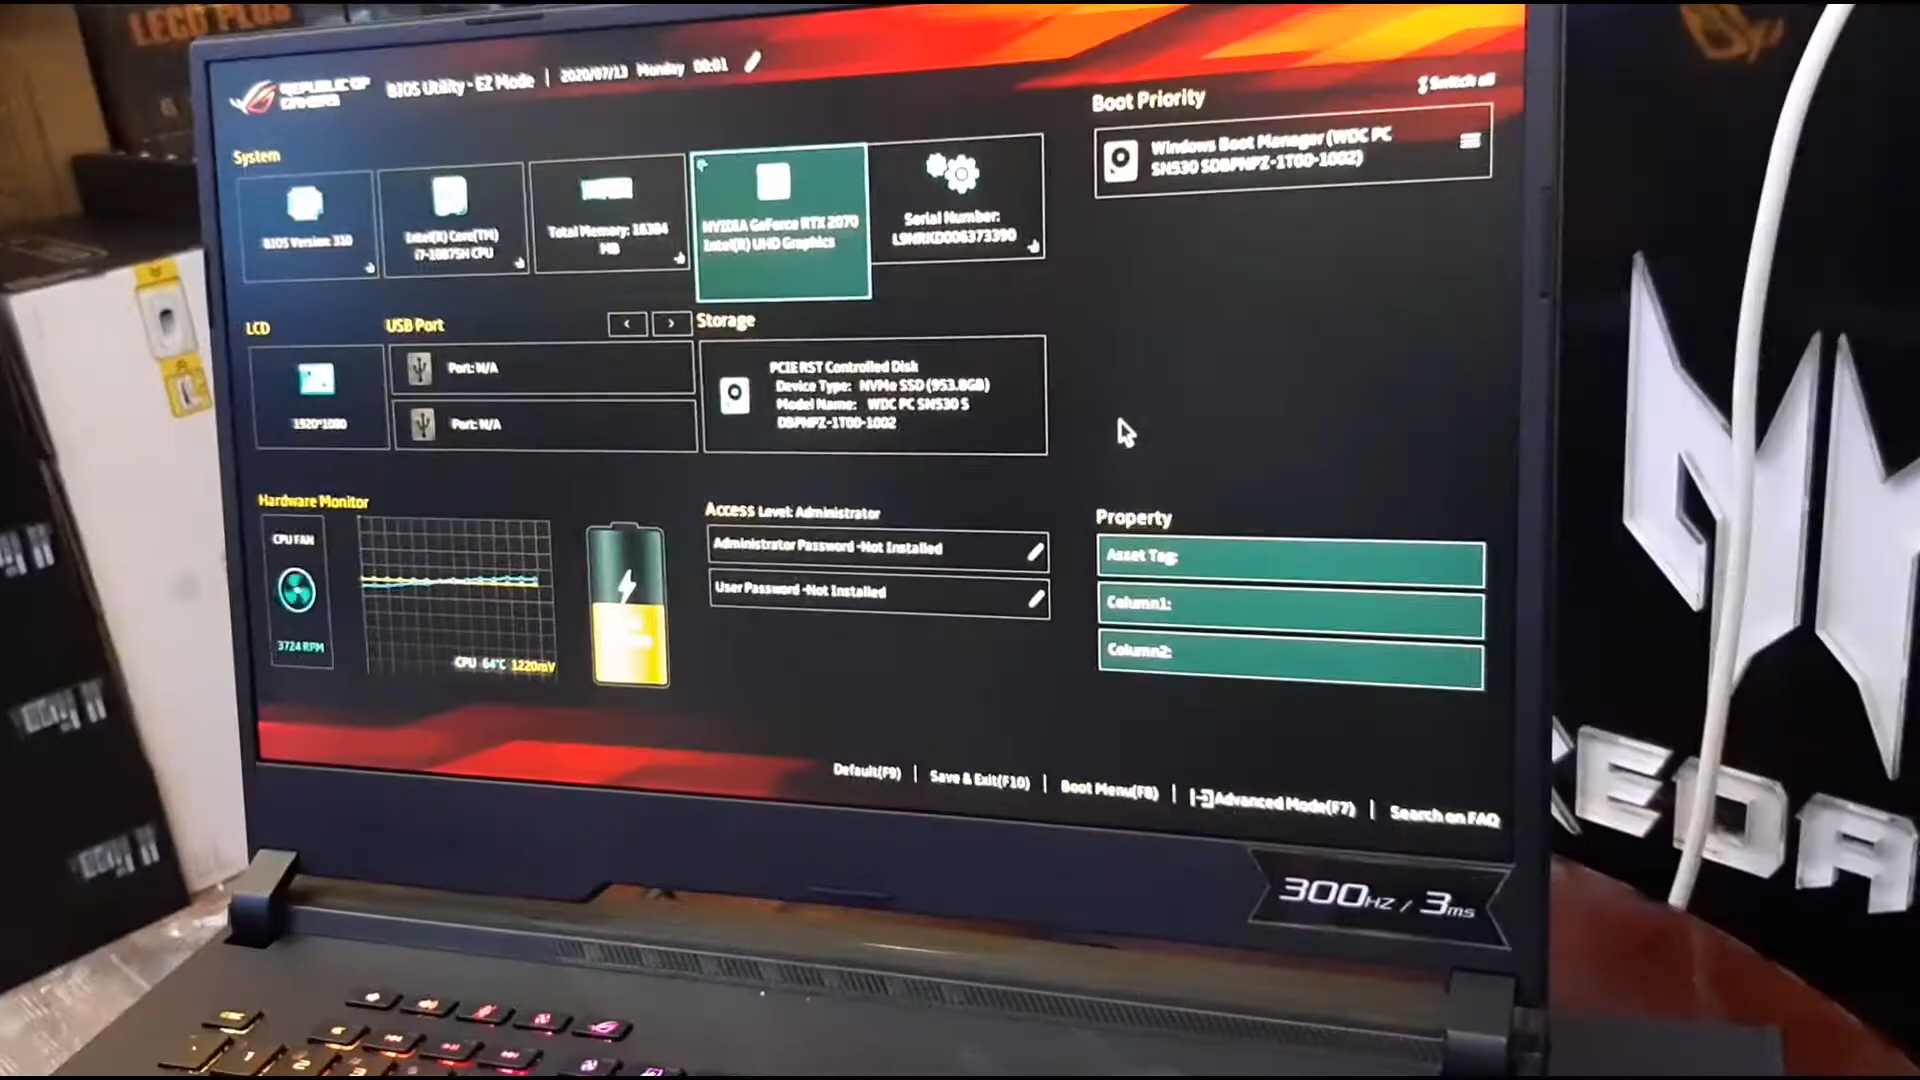 REPUBLIC OF
GAMERS
BIOS Utility - EZ Mode | 2020/07/13 Monday 00:01
Switch all
Boot Priority
Windows Boot Manager (WDC PC
SN530 SDBPNPZ-1T00-1002)
System
BIOS Version: 310
Intel(R) Core(TM)
i7-10875H CPU
Total Memory: 16384
MB
NVIDIA GeForce RTX 2070
Intel(R) UHD Graphics
Serial Number:
L9NRKD006373390
LCD
1920*1080
USB Port
Port: N/A
Port: N/A
Storage
PCIE RST Controlled Disk
Device Type: NVMe SSD (953.8GB)
Model Name: WDC PC SN530 S
DBPNPZ-1T00-1002
Hardware Monitor
CPU FAN
3724 RPM
CPU 64°C 1220mV
Access Level: Administrator
Administrator Password -Not Installed
User Password -Not Installed
Property
Asset Tag:
Column1:
Column2:
Default(F9) | Save & Exit(F10) | Boot Menu(F8) | Advanced Mode(F7) | Search on FAQ
300HZ / 3ms